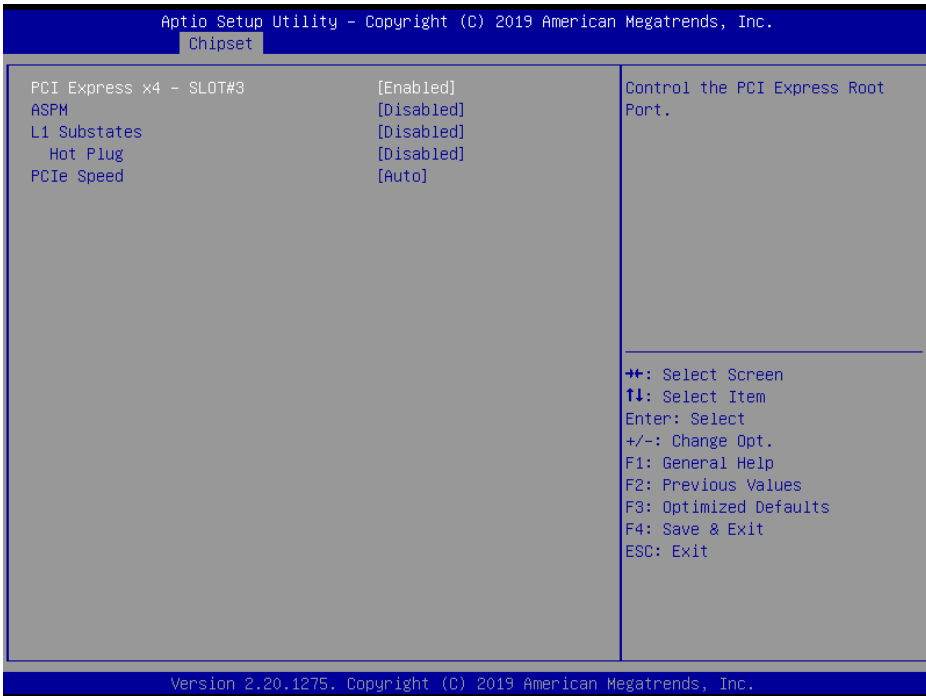 Aptio Setup Utility – Copyright (C) 2019 American Megatrends, Inc.
Chipset
PCI Express x4 – SLOT#3 [Enabled]
ASPM [Disabled]
L1 Substates [Disabled]
Hot Plug [Disabled]
PCIe Speed [Auto]
Control the PCI Express Root
Port.
→←: Select Screen
↑↓: Select Item
Enter: Select
+/-: Change Opt.
F1: General Help
F2: Previous Values
F3: Optimized Defaults
F4: Save & Exit
ESC: Exit
Version 2.20.1275. Copyright (C) 2019 American Megatrends, Inc.